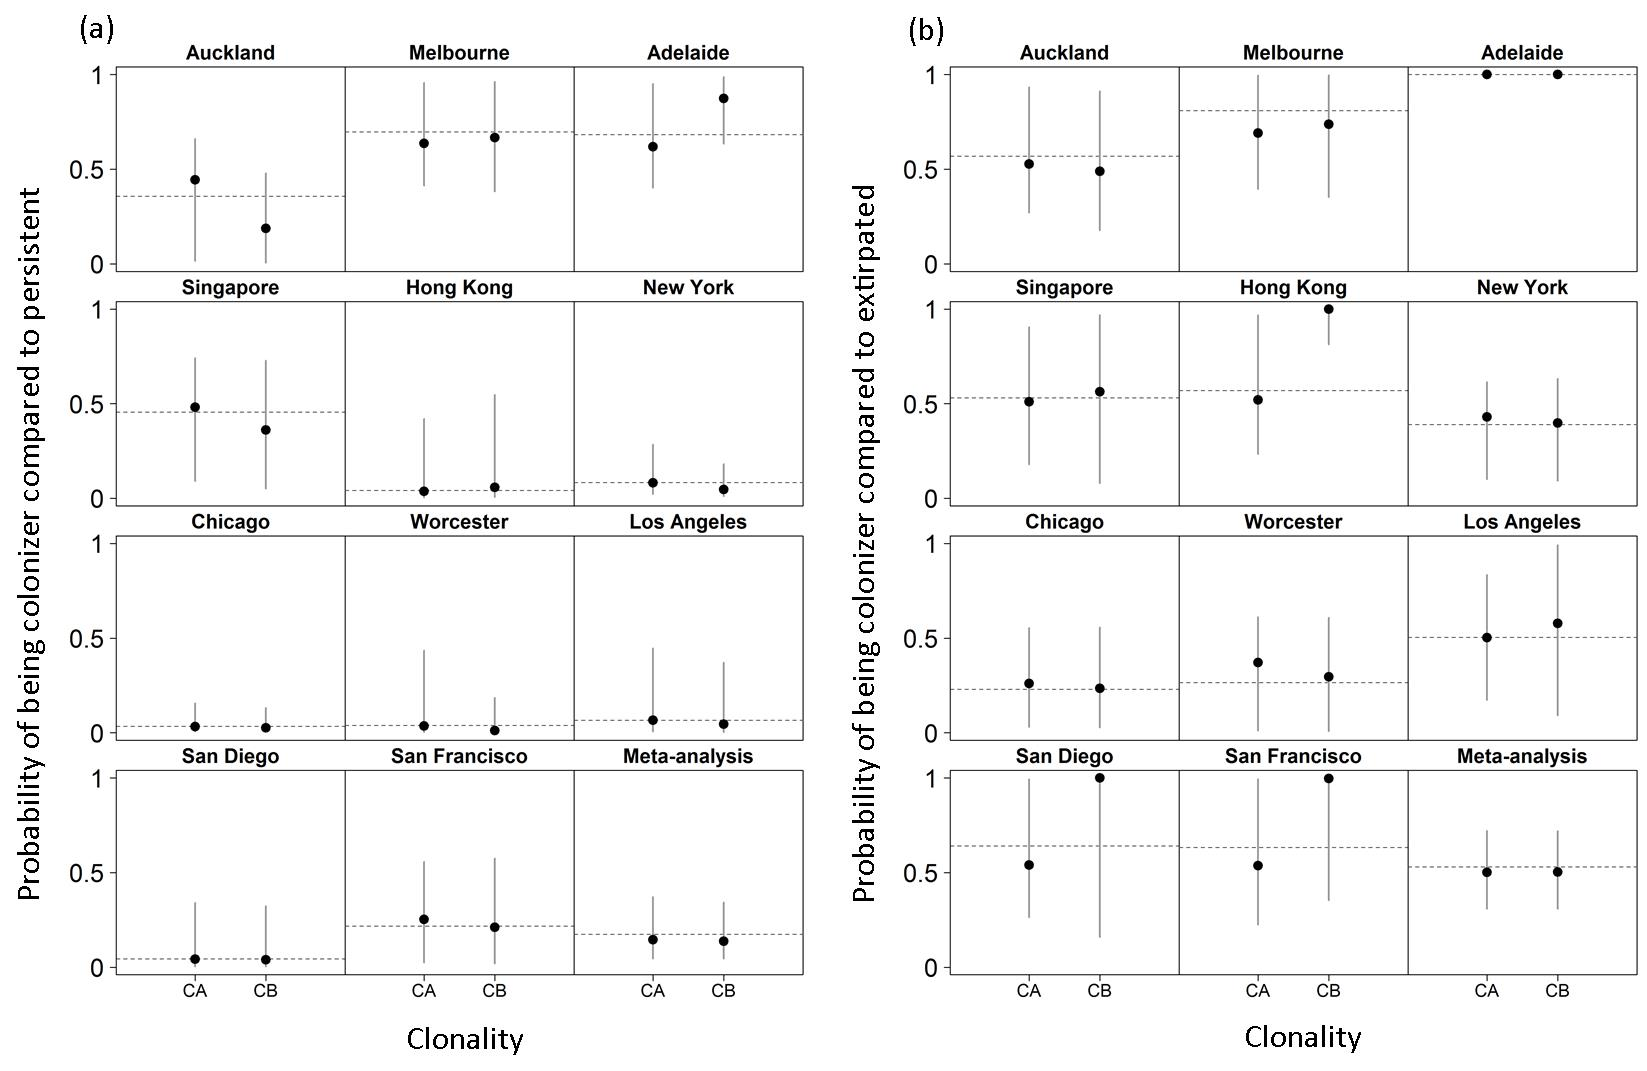 (a)
Probability of being colonizer compared to persistent
Auckland Melbourne Adelaide
1
0.5
0
Singapore Hong Kong New York
1
0.5
0
Chicago Worcester Los Angeles
1
0.5
0
San Diego San Francisco Meta-analysis
1
0.5
0
CA CB CA CB CA CB
Clonality
(b)
Probability of being colonizer compared to extirpated
Auckland Melbourne Adelaide
1
0.5
0
Singapore Hong Kong New York
1
0.5
0
Chicago Worcester Los Angeles
1
0.5
0
San Diego San Francisco Meta-analysis
1
0.5
0
CA CB CA CB CA CB
Clonality